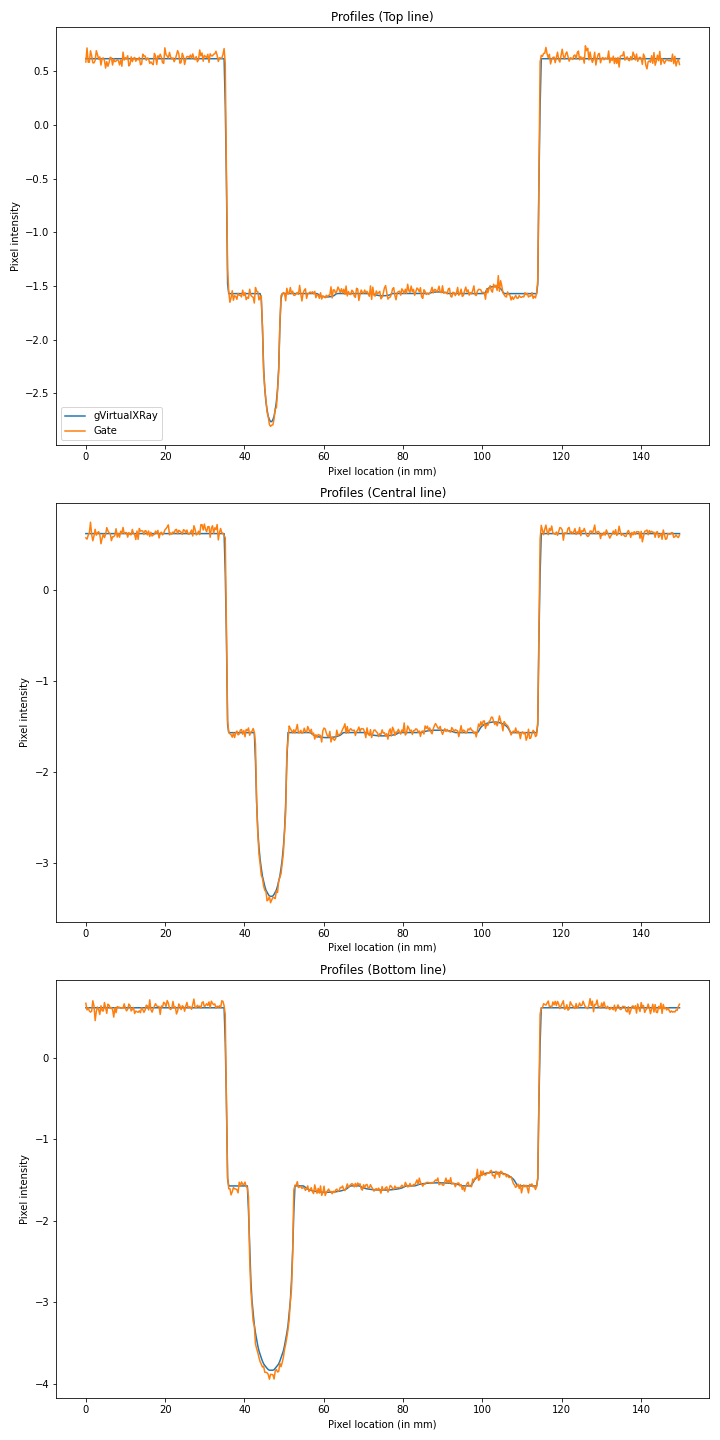 Profiles (Top line)
0.5
0.0
−0.5
−1.0
−1.5
−2.0
−2.5
Pixel intensity
gVirtualXRay
Gate
0 20 40 60 80 100 120 140
Pixel location (in mm)
Profiles (Central line)
0
−1
−2
−3
Pixel intensity
0 20 40 60 80 100 120 140
Pixel location (in mm)
Profiles (Bottom line)
0
−1
−2
−3
−4
Pixel intensity
0 20 40 60 80 100 120 140
Pixel location (in mm)